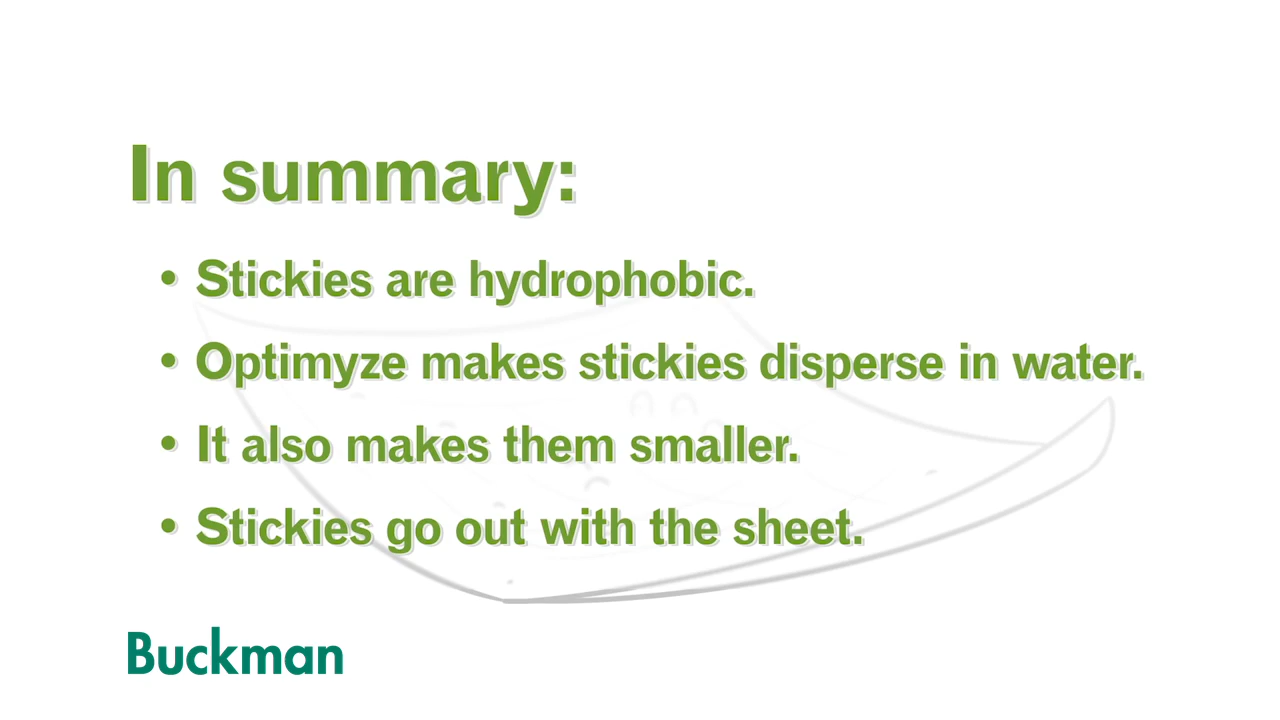 In summary:
• Stickies are hydrophobic.
• Optimyze makes stickies disperse in water.
• It also makes them smaller.
• Stickies go out with the sheet.
Buckman